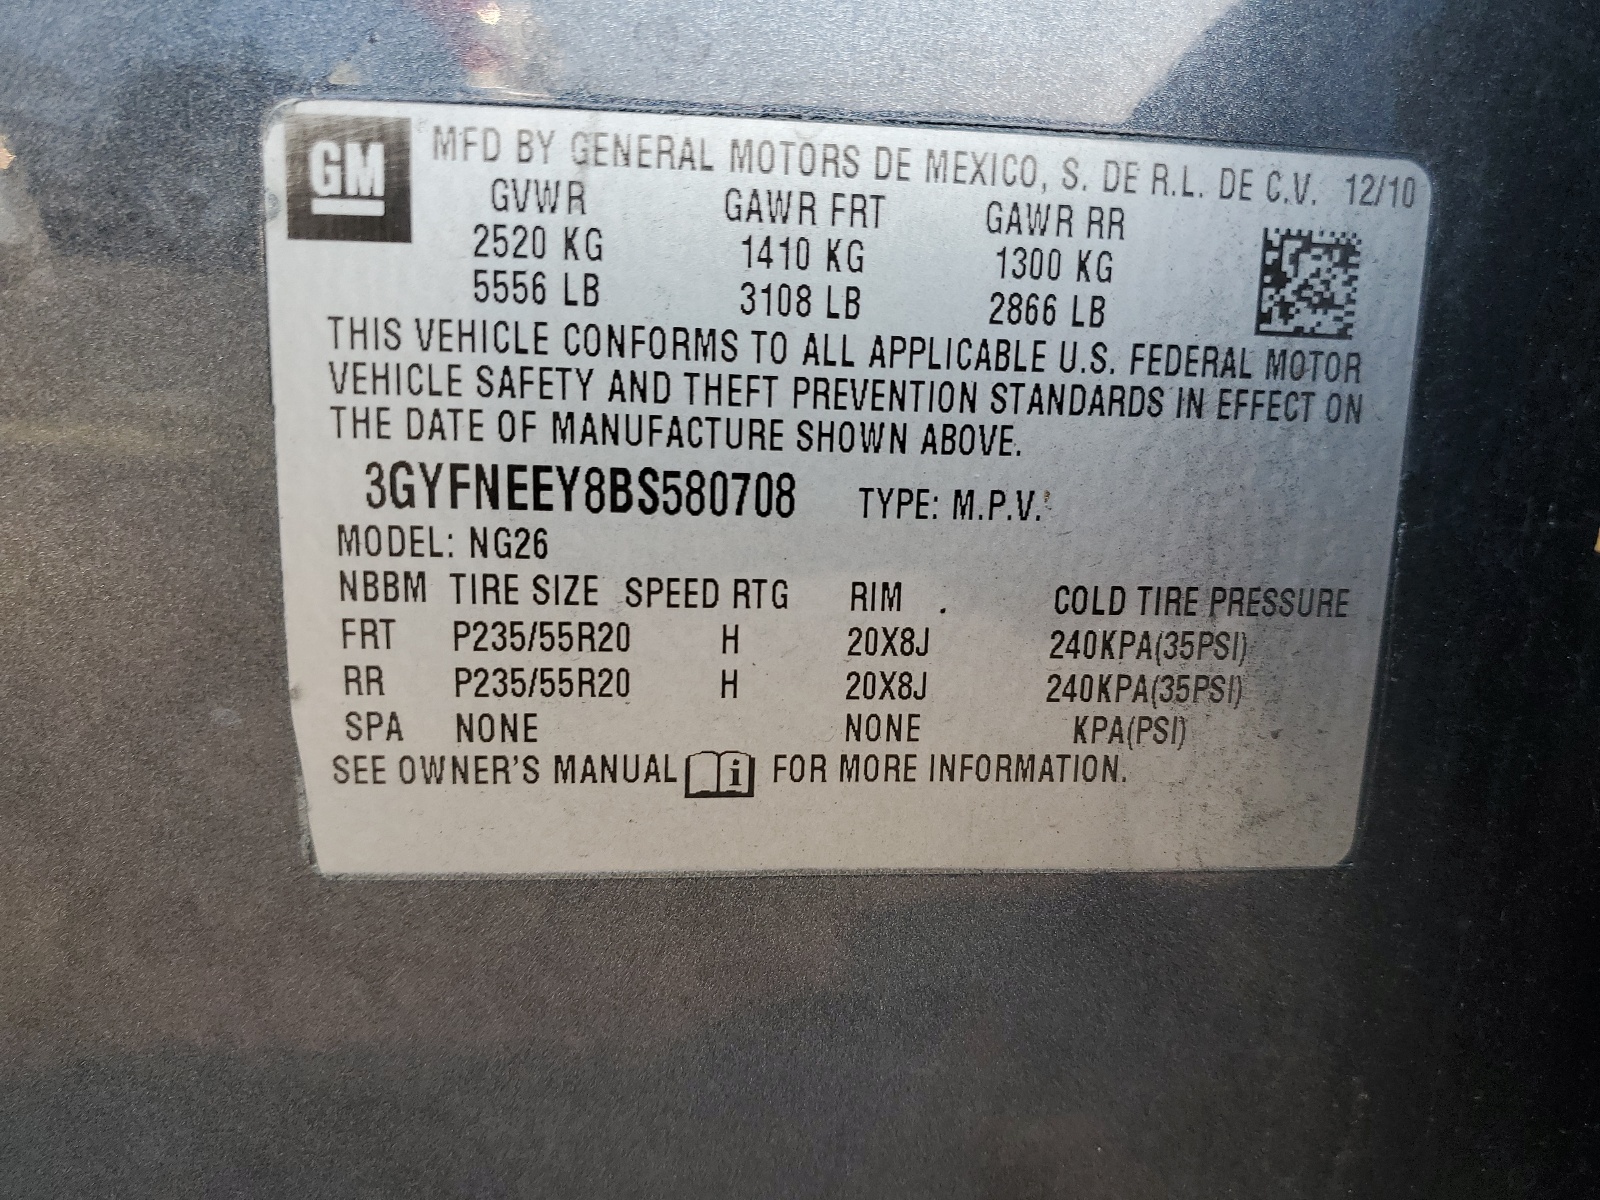 GM
MFD BY GENERAL MOTORS DE MEXICO, S. DE R.L. DE C.V. 12/10
GVWR GAWR FRT GAWR RR
2520 KG 1410 KG 1300 KG
5556 LB 3108 LB 2866 LB
THIS VEHICLE CONFORMS TO ALL APPLICABLE U.S. FEDERAL MOTOR
VEHICLE SAFETY AND THEFT PREVENTION STANDARDS IN EFFECT ON
THE DATE OF MANUFACTURE SHOWN ABOVE.
3GYFNEEY8BS580708 TYPE: M.P.V.
MODEL: NG26
NBBM TIRE SIZE SPEED RTG RIM . COLD TIRE PRESSURE
FRT P235/55R20 H 20X8J 240KPA(35PSI)
RR P235/55R20 H 20X8J 240KPA(35PSI)
SPA NONE NONE KPA(PSI)
SEE OWNER'S MANUAL i FOR MORE INFORMATION.